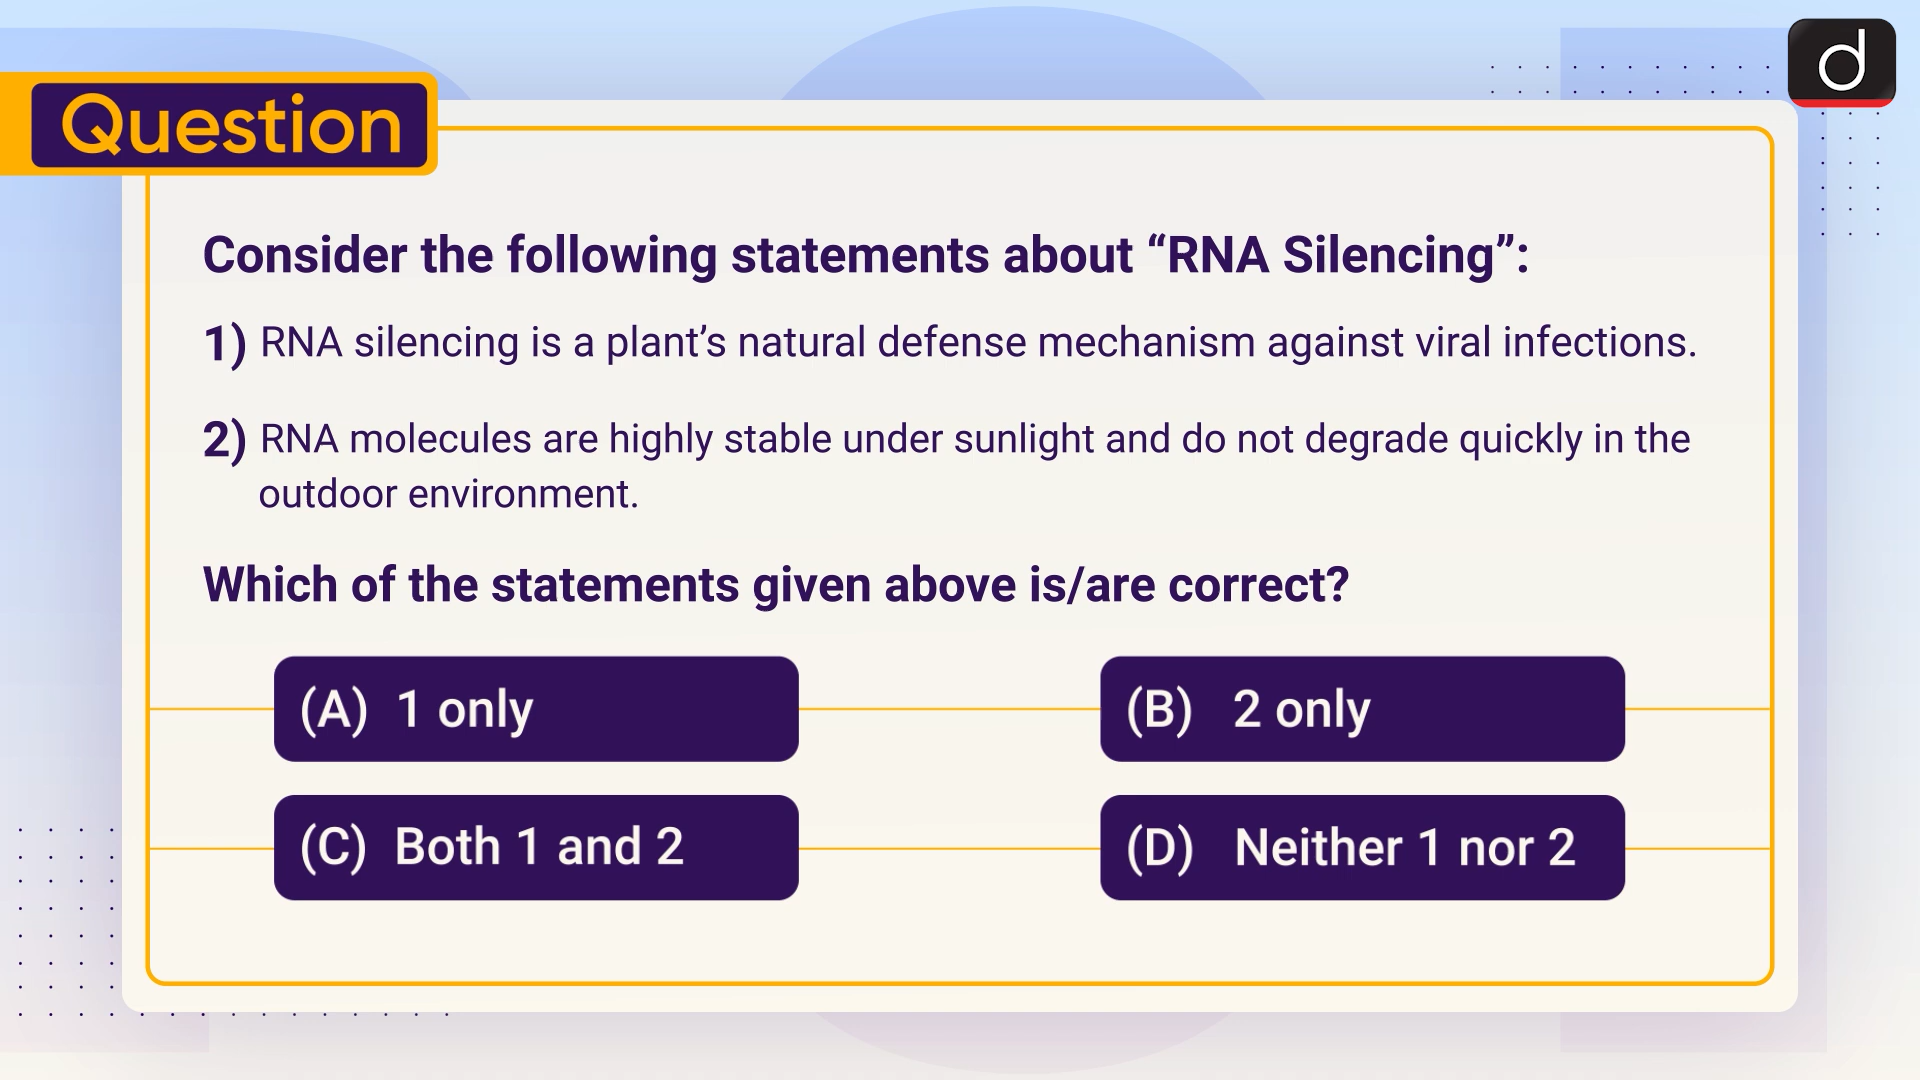 Question
Consider the following statements about “RNA Silencing”:
1) RNA silencing is a plant’s natural defense mechanism against viral infections.
2) RNA molecules are highly stable under sunlight and do not degrade quickly in the
outdoor environment.
Which of the statements given above is/are correct?
(A) 1 only
(B) 2 only
(C) Both 1 and 2
(D) Neither 1 nor 2
d